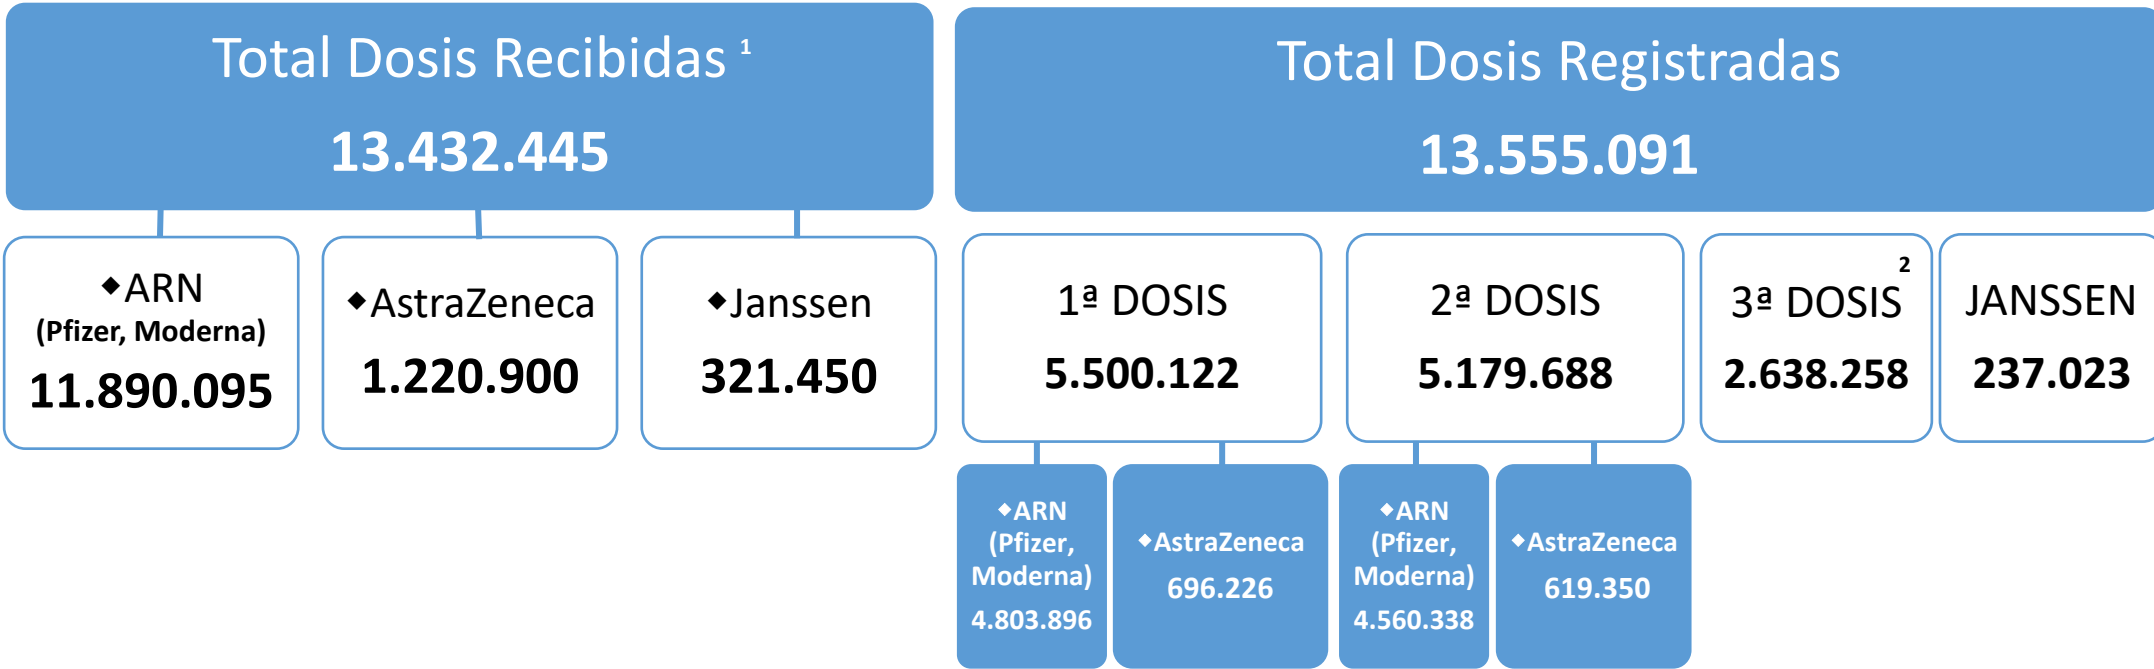 Total Dosis Recibidas ¹
13.432.445
◆ARN
(Pfizer, Moderna)
11.890.095
◆AstraZeneca
1.220.900
◆Janssen
321.450
Total Dosis Registradas
13.555.091
1ª DOSIS
5.500.122
◆ARN
(Pfizer,
Moderna)
4.803.896
◆AstraZeneca
696.226
2ª DOSIS
5.179.688
◆ARN
(Pfizer,
Moderna)
4.560.338
◆AstraZeneca
619.350
3ª DOSIS ²
2.638.258
JANSSEN
237.023